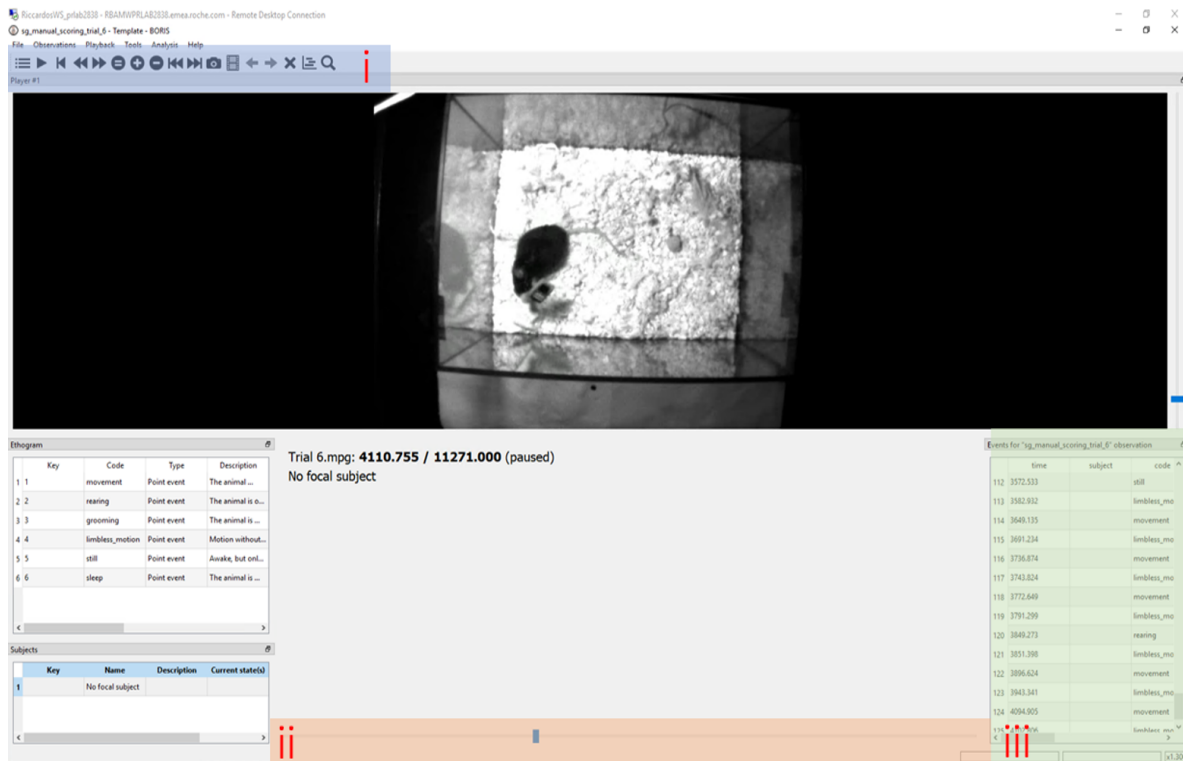 RiccardosWS_prlab2838 - RBAMWPRLAB2838.emea.roche.com - Remote Desktop Connection
sg_manual_scoring_trial_6 - Template - BORIS
File Observations Playback Tools Analysis Help
i
Player #1
Ethogram
Key Code Type Description
1 1 movement Point event The animal ...
2 2 rearing Point event The animal is o...
3 3 grooming Point event The animal is ...
4 4 limbless_motion Point event Motion without...
5 5 still Point event Awake, but onl...
6 6 sleep Point event The animal is ...
Subjects
Key Name Description Current state(s)
1 No focal subject
Trial 6.mpg: 4110.755 / 11271.000 (paused)
No focal subject
ii
Events for "sg_manual_scoring_trial_6" observation
time subject code
112 3572.533 still
113 3582.932 limbless_mo
114 3649.135 movement
115 3691.234 limbless_mo
116 3736.874 movement
117 3743.824 limbless_mo
118 3772.649 movement
119 3791.299 limbless_mo
120 3849.273 rearing
121 3851.398 limbless_mo
122 3896.624 movement
123 3943.341 limbless_mo
124 4094.905 movement
125 limbless_mo
iii
x1.30